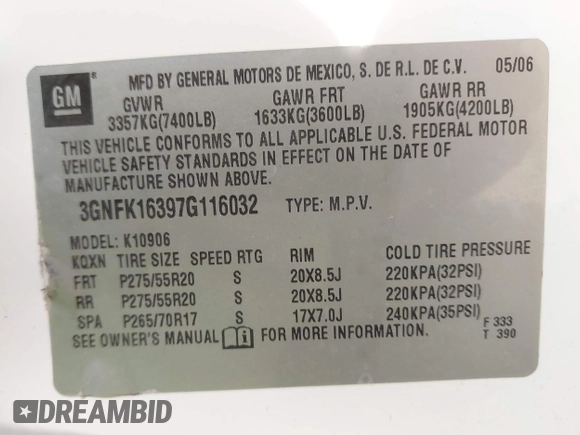 GM ®
MFD BY GENERAL MOTORS DE MEXICO, S. DE R.L. DE C.V. 05/06
GVWR GAWR FRT GAWR RR
3357KG(7400LB) 1633KG(3600LB) 1905KG(4200LB)
THIS VEHICLE CONFORMS TO ALL APPLICABLE U.S. FEDERAL MOTOR
VEHICLE SAFETY STANDARDS IN EFFECT ON THE DATE OF
MANUFACTURE SHOWN ABOVE.
3GNFK16397G116032 TYPE: M.P.V.
MODEL: K10906
KQXN TIRE SIZE SPEED RTG RIM COLD TIRE PRESSURE
FRT P275/55R20 S 20X8.5J 220KPA(32PSI)
RR P275/55R20 S 20X8.5J 220KPA(32PSI)
SPA P265/70R17 S 17X7.0J 240KPA(35PSI)
SEE OWNER'S MANUAL i FOR MORE INFORMATION.
F 333
T 390
DREAMBID